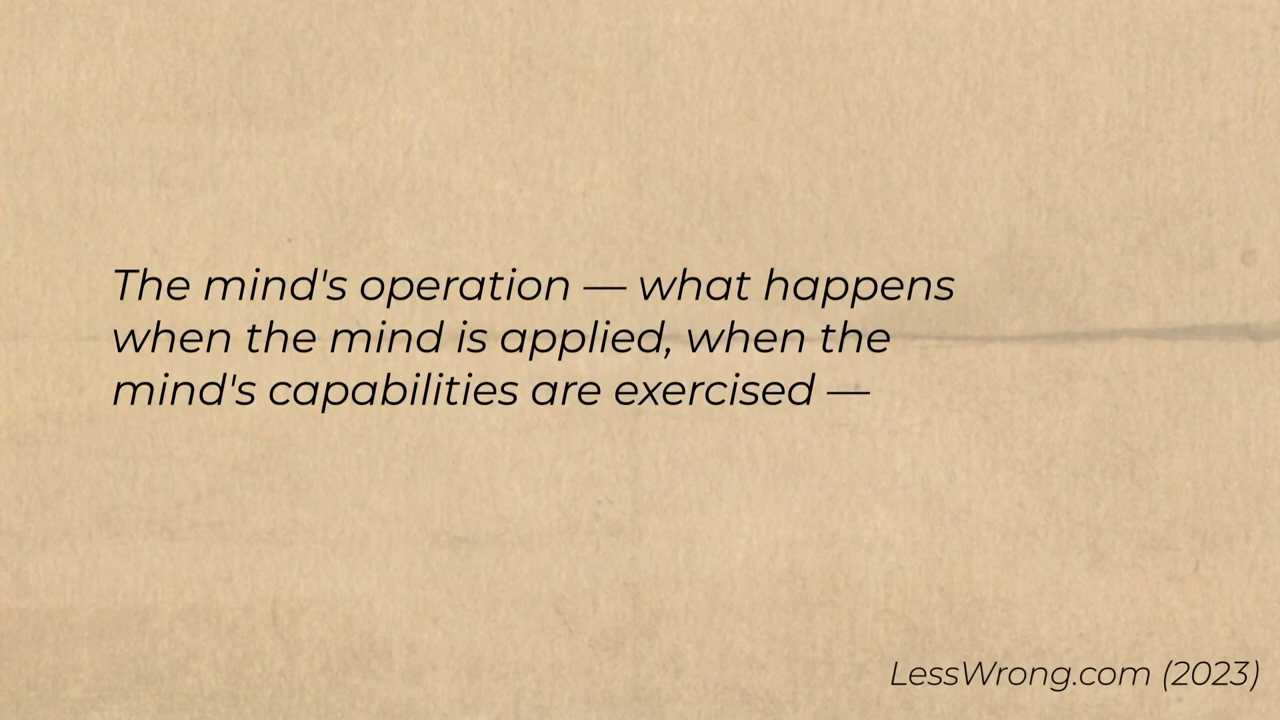 The mind's operation — what happens
when the mind is applied, when the
mind's capabilities are exercised —
LessWrong.com (2023)